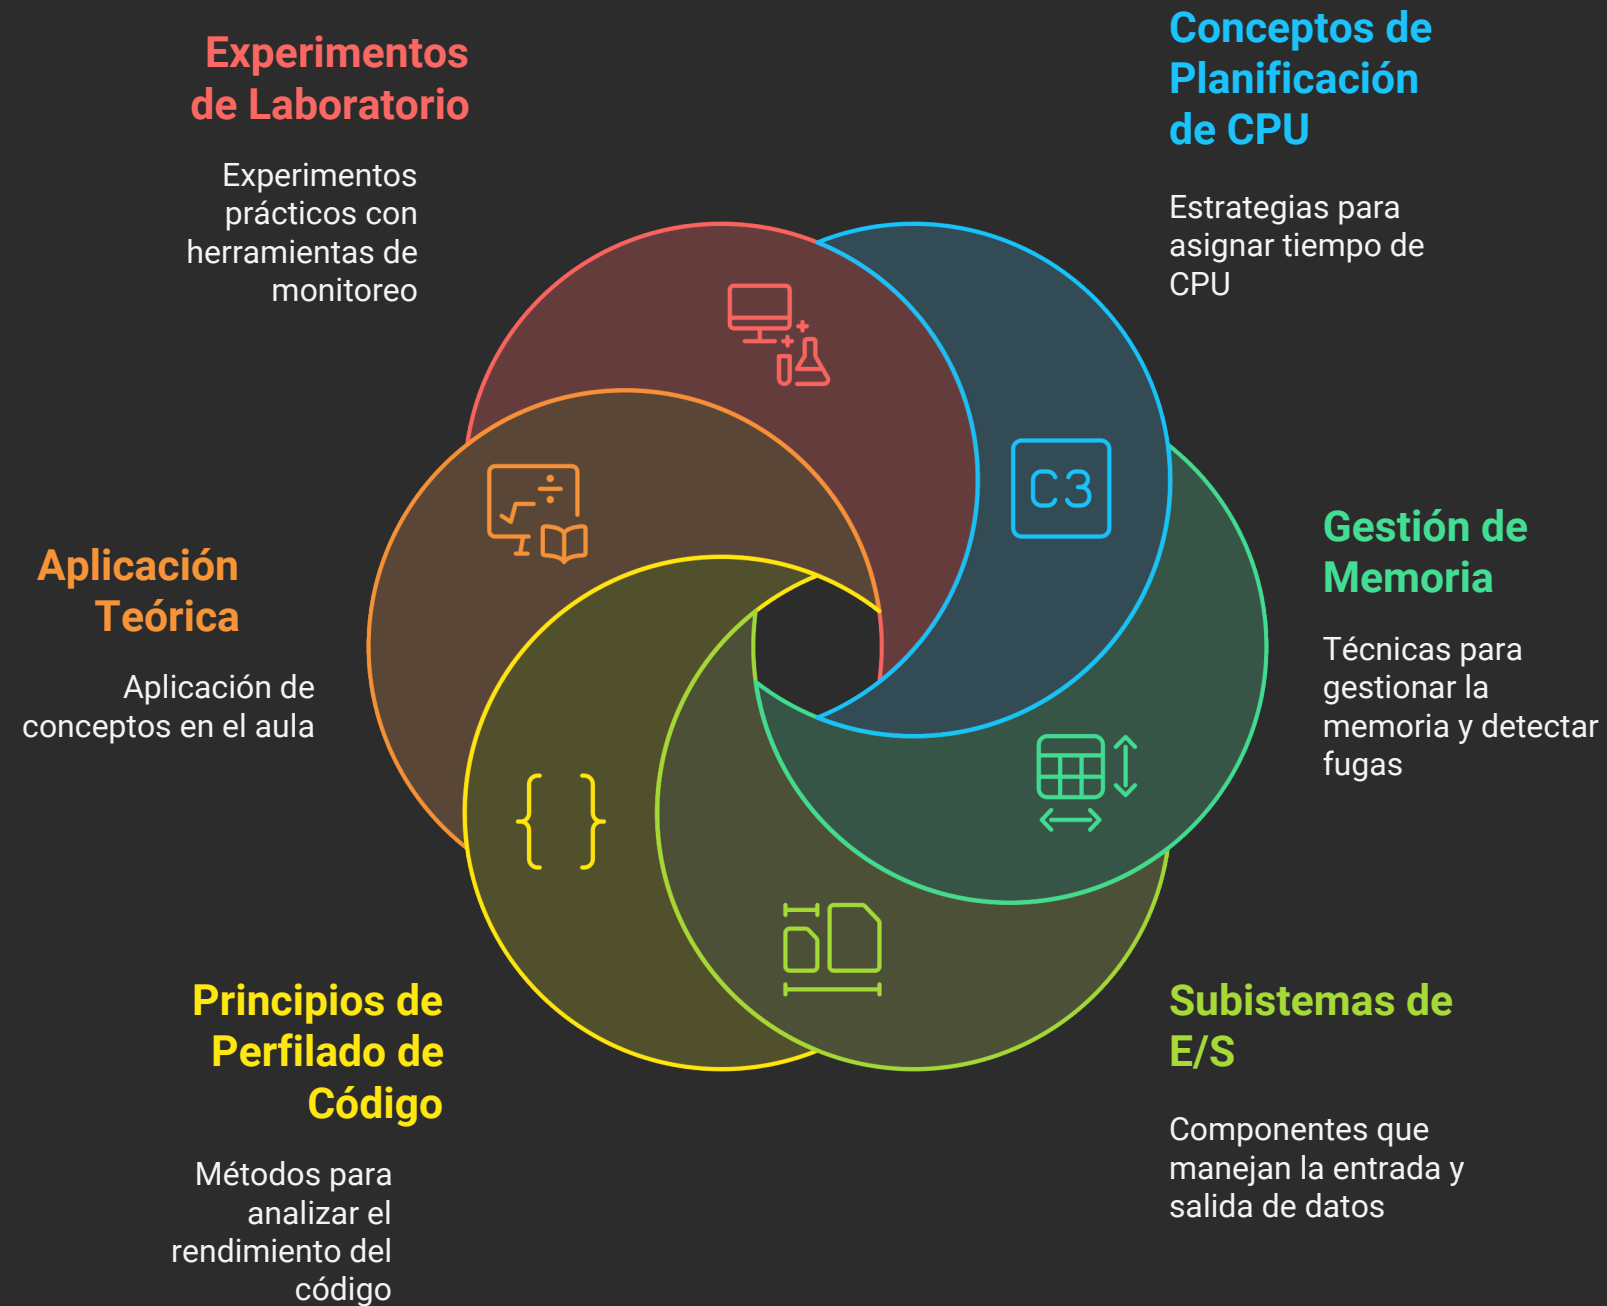 Experimentos
de Laboratorio
Experimentos
prácticos con
herramientas de
monitoreo
Conceptos de
Planificación
de CPU
Estrategias para
asignar tiempo de
CPU
C3
Gestión de
Memoria
Técnicas para
gestionar la
memoria y detectar
fugas
Aplicación
Teórica
Aplicación de
conceptos en el aula
{ }
Principios de
Perfilado de
Código
Métodos para
analizar el
rendimiento del
código
Subistemas de
E/S
Componentes que
manejan la entrada y
salida de datos